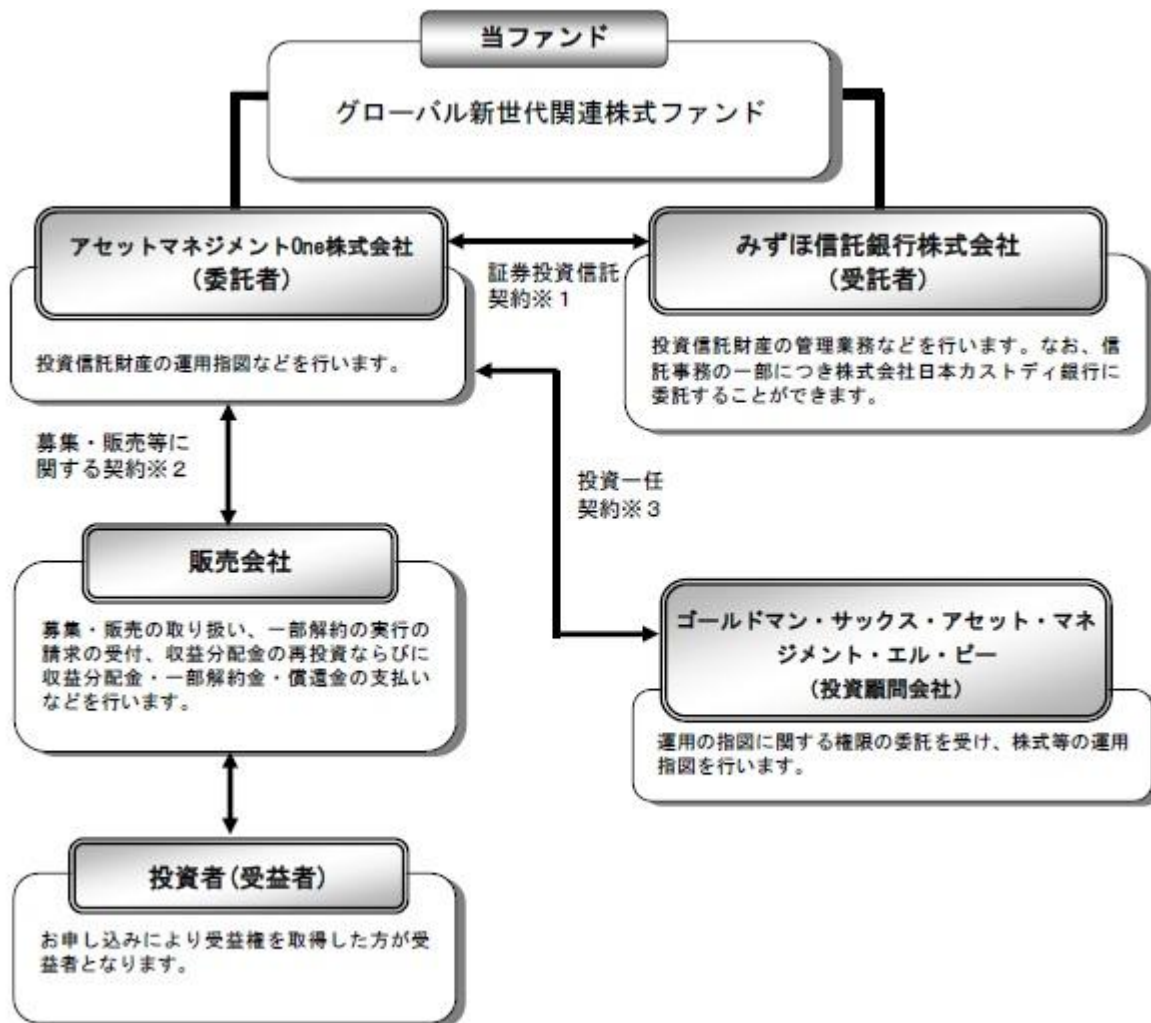 当ファンド
グローバル新世代関連株式ファンド
アセットマネジメントOne株式会社
(委託者)
投資信託財産の運用指図などを行います。
証券投資信託
契約※1
みずほ信託銀行株式会社
(受託者)
投資信託財産の管理業務などを行います。なお、信
託事務の一部につき株式会社日本カストディ銀行に
委託することができます。
募集・販売等に
関する契約※2
投資一任
契約※3
販売会社
募集・販売の取り扱い、一部解約の実行の
請求の受付、収益分配金の再投資ならびに
収益分配金・一部解約金・償還金の支払い
などを行います。
ゴールドマン・サックス・アセット・マネ
ジメント・エル・ピー
(投資顧問会社)
運用の指図に関する権限の委託を受け、株式等の運用
指図を行います。
投資者(受益者)
お申し込みにより受益権を取得した方が受
益者となります。